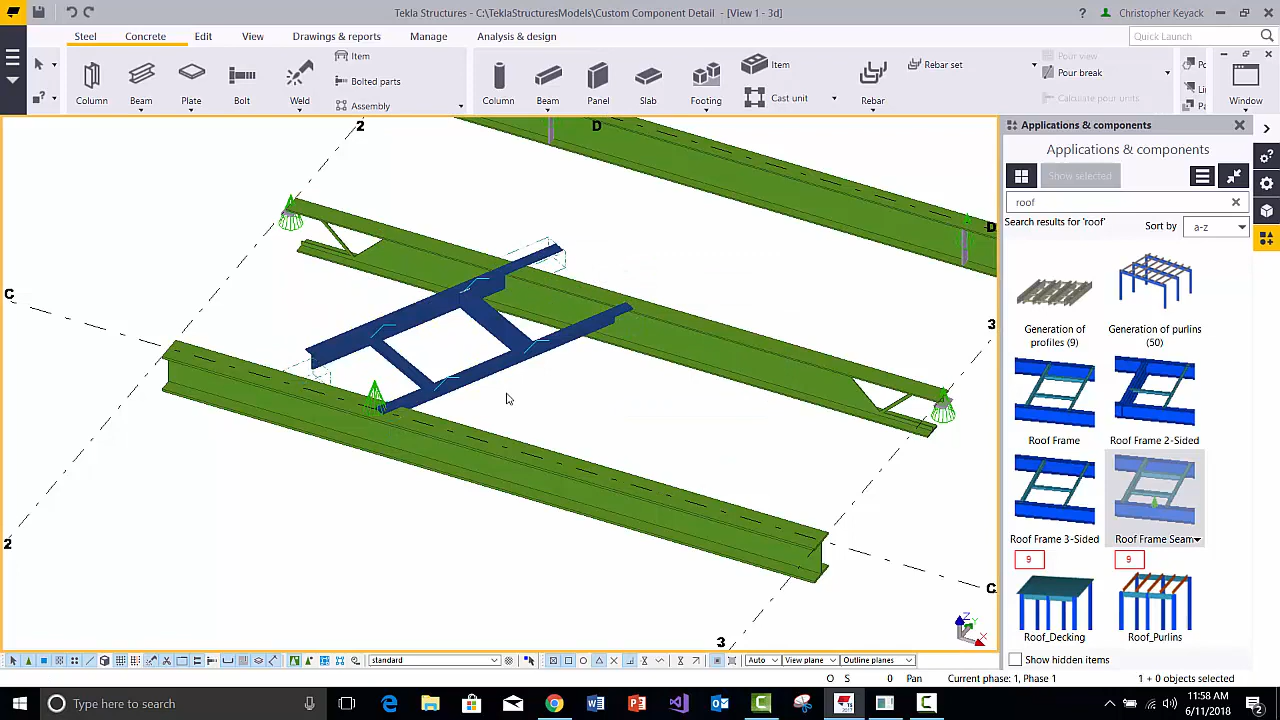 Tekla Structures - C:\TeklaStructuresModels\Custom Component Detail - [View 1 - 3d]
? Christopher Keyack
Steel Concrete Edit View Drawings & reports Manage Analysis & design
Quick Launch
Column Beam Plate Bolt Weld
Item
Bolted parts
Assembly
Column Beam Panel Slab Footing
Item
Cast unit
Rebar
Rebar set
Pour view
Pour break
Calculate pour units
Window
Applications & components
Applications & components
Show selected
roof
Search results for 'roof'
Sort by a-z
Generation of profiles (9)
Generation of purlins (50)
Roof Frame
Roof Frame 2-Sided
Roof Frame 3-Sided
Roof Frame Seam
9
9
Roof_Decking
Roof_Purlins
Show hidden items
2
D
D
C
3
2
C
3
Z
Y
X
standard
Auto
View plane
Outline planes
O S 0 Pan
Current phase: 1, Phase 1
1 + 0 objects selected
Type here to search
11:58 AM
6/11/2018
2